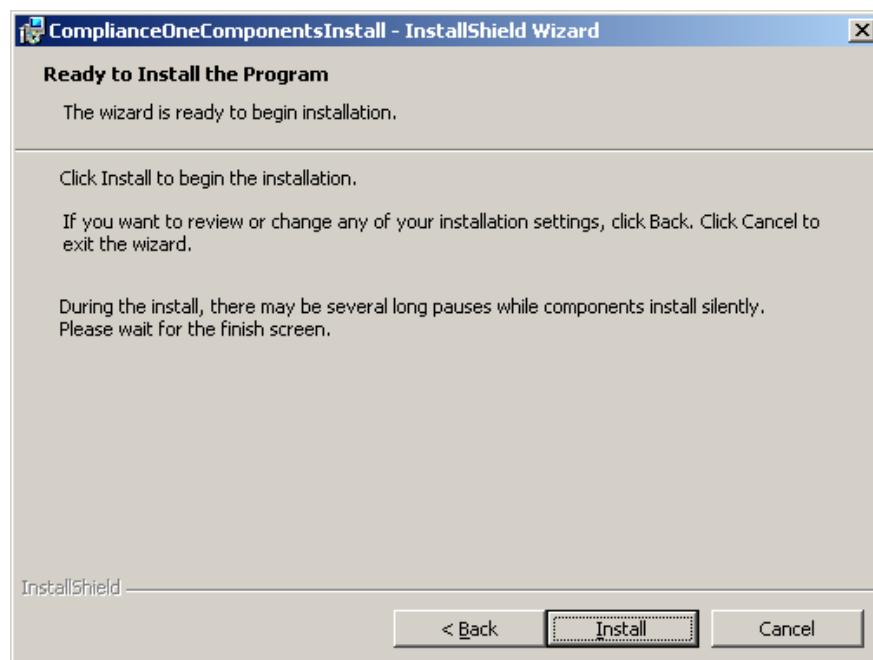 ComplianceOneComponentsInstall - InstallShield Wizard
Ready to Install the Program
The wizard is ready to begin installation.
Click Install to begin the installation.
If you want to review or change any of your installation settings, click Back. Click Cancel to
exit the wizard.
During the install, there may be several long pauses while components install silently.
Please wait for the finish screen.
InstallShield
< Back Install Cancel